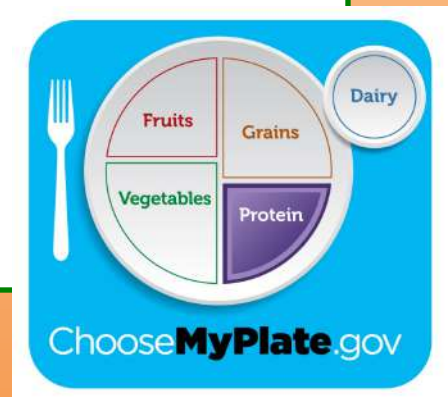 Dairy
Fruits
Grains
Vegetables
Protein
ChooseMyPlate.gov